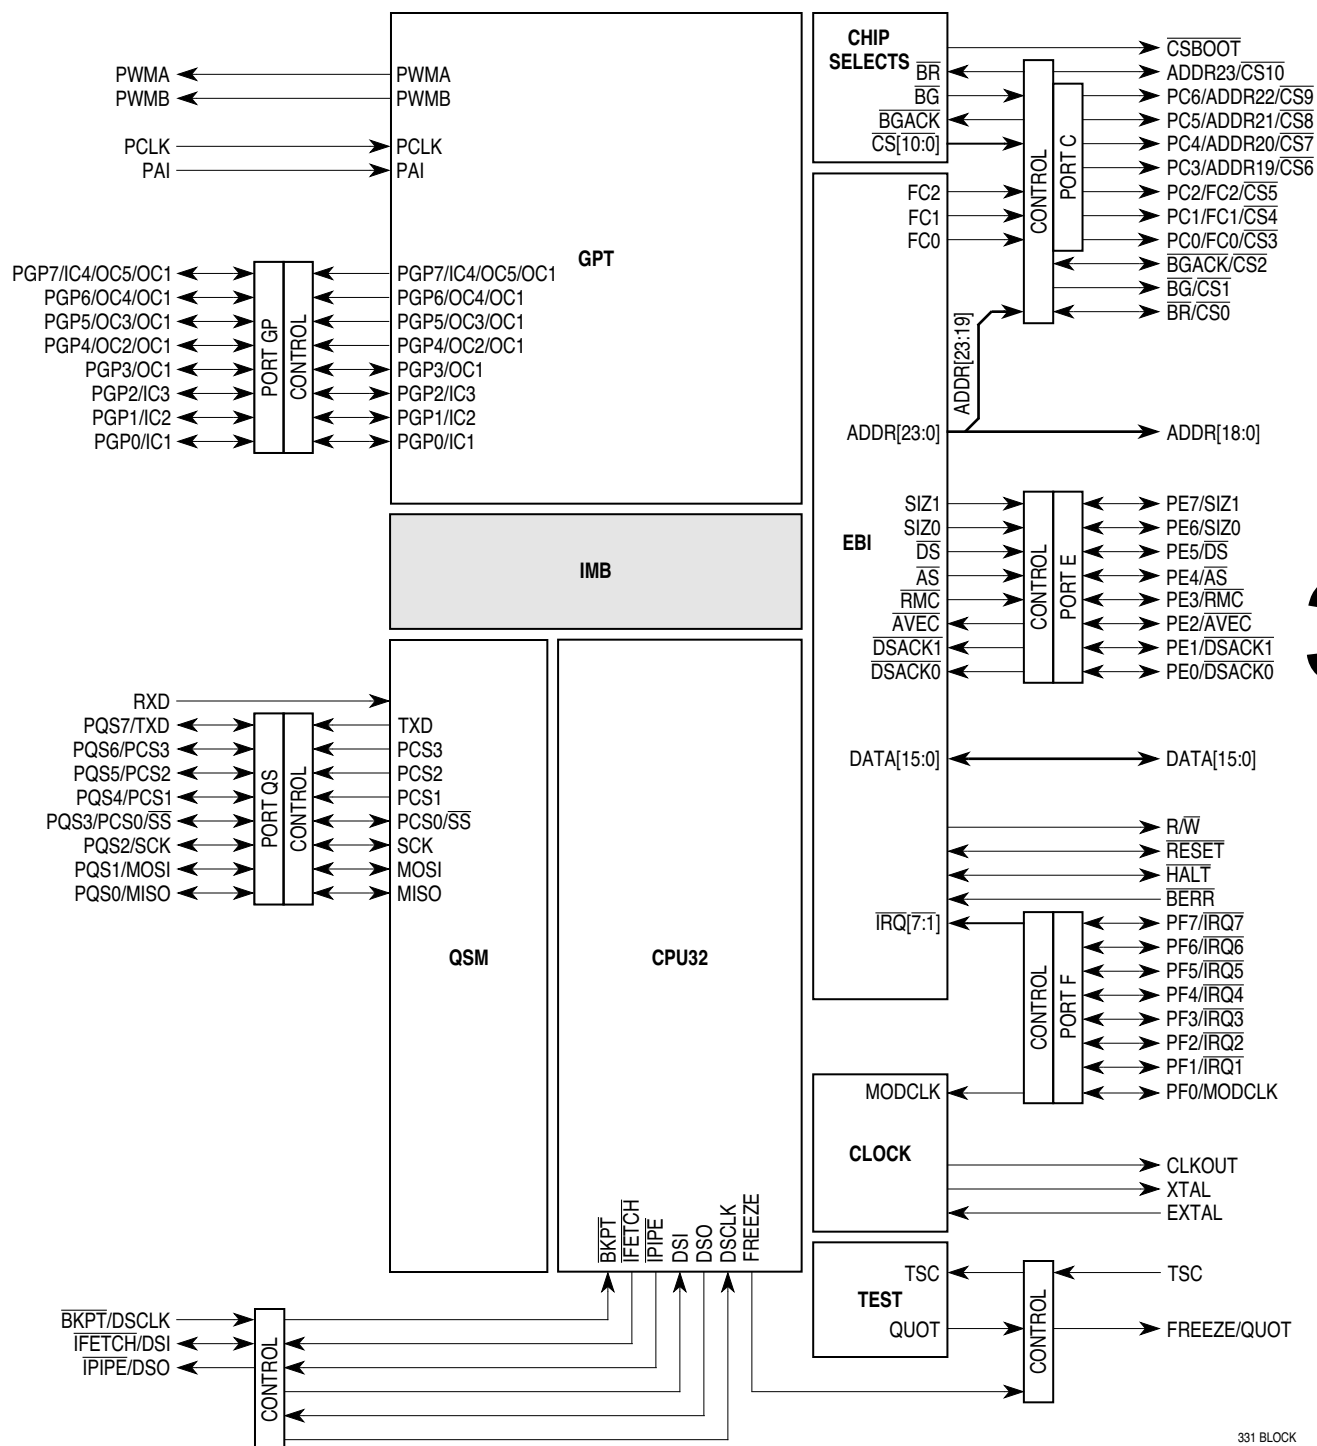 PWMA
PWMB
PCLK
PAI
PWMA
PWMB
PCLK
PAI
GPT
PGP7/IC4/OC5/OC1
PGP6/OC4/OC1
PGP5/OC3/OC1
PGP4/OC2/OC1
PGP3/OC1
PGP2/IC3
PGP1/IC2
PGP0/IC1
PORT GP
CONTROL
PGP7/IC4/OC5/OC1
PGP6/OC4/OC1
PGP5/OC3/OC1
PGP4/OC2/OC1
PGP3/OC1
PGP2/IC3
PGP1/IC2
PGP0/IC1
IMB
CHIP
SELECTS
BR
BG
BGACK
CS[10:0]
FC2
FC1
FC0
CONTROL
PORT C
CSBOOT
ADDR23/CS10
PC6/ADDR22/CS9
PC5/ADDR21/CS8
PC4/ADDR20/CS7
PC3/ADDR19/CS6
PC2/FC2/CS5
PC1/FC1/CS4
PC0/FC0/CS3
BGACK/CS2
BG/CS1
BR/CS0
ADDR[23:19]
ADDR[23:0]
ADDR[18:0]
EBI
SIZ1
SIZ0
DS
AS
RMC
AVEC
DSACK1
DSACK0
CONTROL
PORT E
PE7/SIZ1
PE6/SIZ0
PE5/DS
PE4/AS
PE3/RMC
PE2/AVEC
PE1/DSACK1
PE0/DSACK0
DATA[15:0]
DATA[15:0]
R/W
RESET
HALT
BERR
IRQ[7:1]
CONTROL
PORT F
PF7/IRQ7
PF6/IRQ6
PF5/IRQ5
PF4/IRQ4
PF3/IRQ3
PF2/IRQ2
PF1/IRQ1
PF0/MODCLK
MODCLK
CLOCK
CLKOUT
XTAL
EXTAL
RXD
PQS7/TXD
PQS6/PCS3
PQS5/PCS2
PQS4/PCS1
PQS3/PCS0/SS
PQS2/SCK
PQS1/MOSI
PQS0/MISO
PORT QS
CONTROL
TXD
PCS3
PCS2
PCS1
PCS0/SS
SCK
MOSI
MISO
QSM
CPU32
BKPT
IFETCH
IPIPE
DSI
DSO
DSCLK
FREEZE
BKPT/DSCLK
IFETCH/DSI
IPIPE/DSO
CONTROL
TSC
TEST
QUOT
CONTROL
TSC
FREEZE/QUOT
331 BLOCK